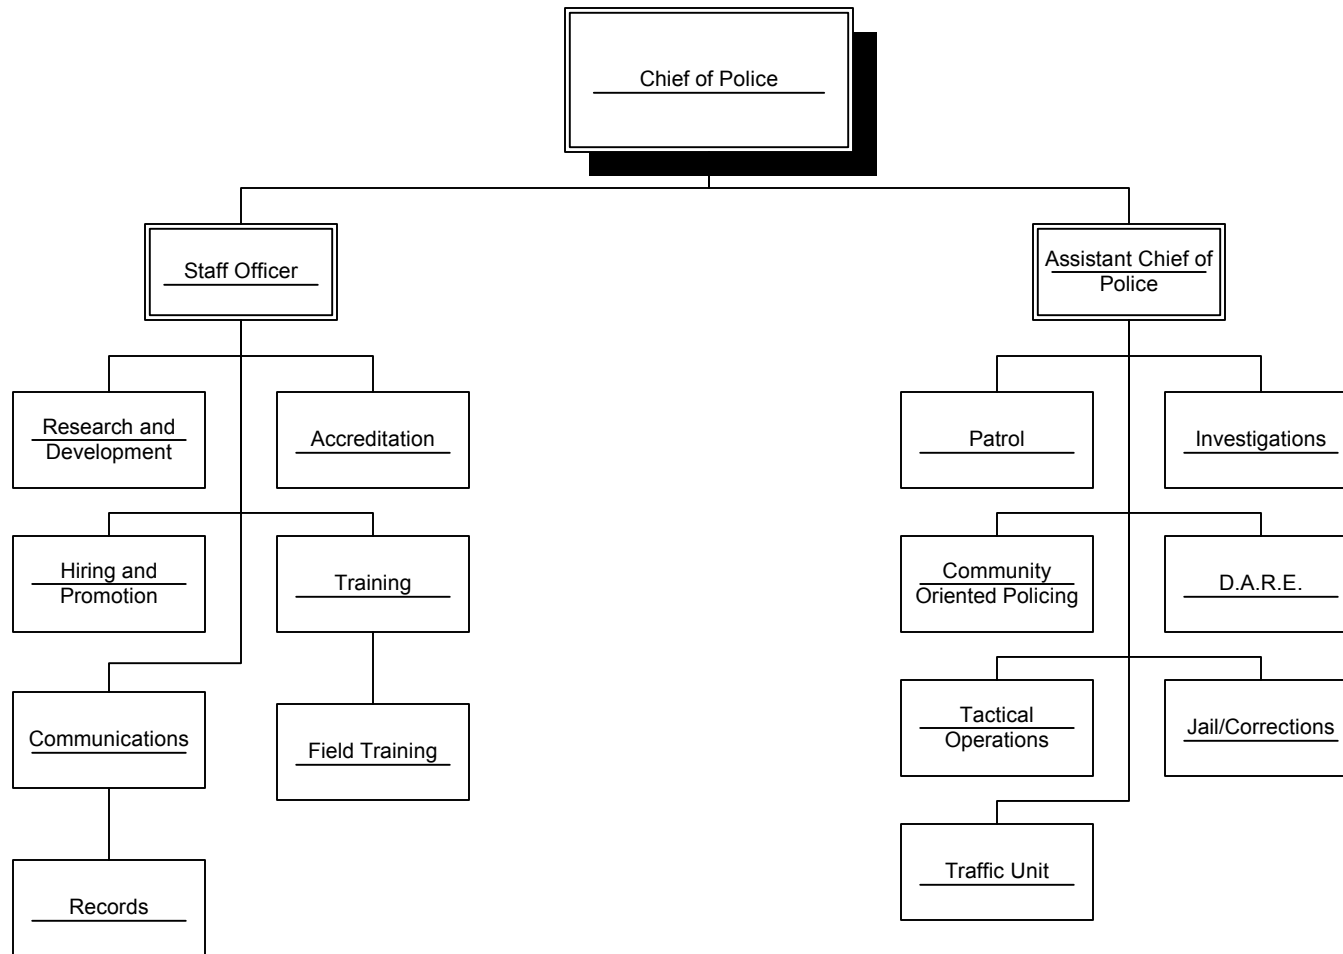 Chief of Police
Staff Officer
Assistant Chief of
Police
Research and
Development
Accreditation
Patrol
Investigations
Hiring and
Promotion
Training
Community
Oriented Policing
D.A.R.E.
Communications
Field Training
Tactical
Operations
Jail/Corrections
Records
Traffic Unit